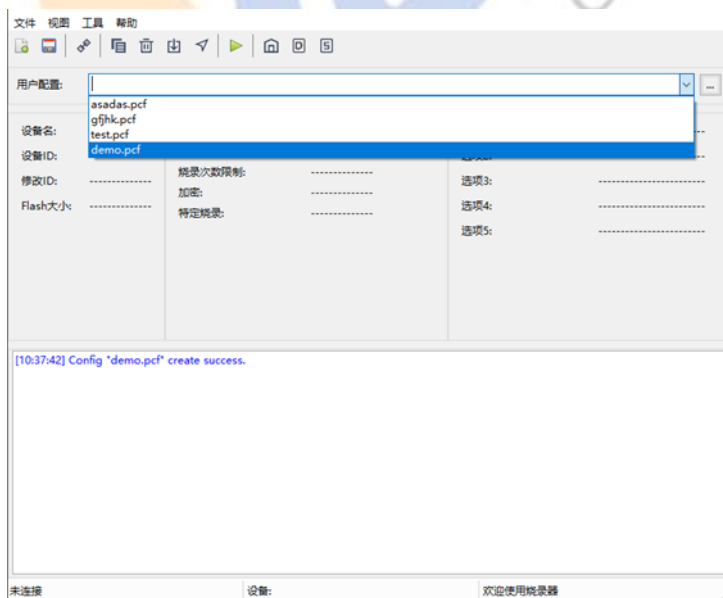 文件 视图 工具 帮助
D S
用户配置:
...
asadas.pcf
gfjhk.pcf
test.pcf
demo.pcf
设备名:
设备ID:
修改ID: --------------
Flash大小: --------------
烧录次数限制: --------------
加密: --------------
特定烧录: --------------
选项3: ------------------------
选项4: ------------------------
选项5: ------------------------
[10:37:42] Config "demo.pcf" create success.
未连接 设备: 欢迎使用烧录器